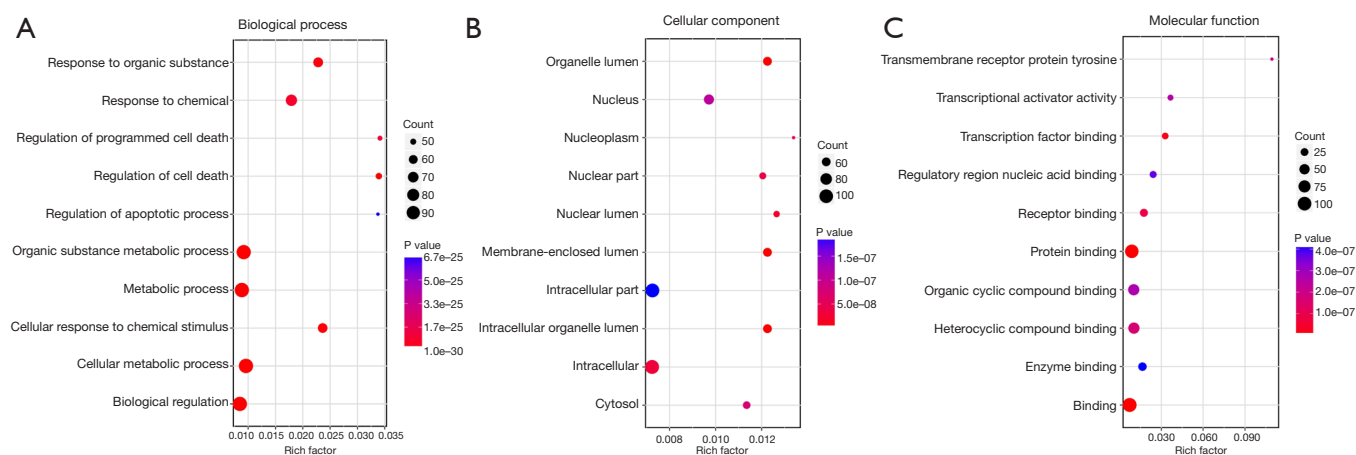 A
Biological process
Response to organic substance
Response to chemical
Regulation of programmed cell death
Regulation of cell death
Regulation of apoptotic process
Organic substance metabolic process
Metabolic process
Cellular response to chemical stimulus
Cellular metabolic process
Biological regulation
0.010 0.015 0.020 0.025 0.030 0.035
Rich factor
Count
50
60
70
80
90
P value
6.7e–25
5.0e–25
3.3e–25
1.7e–25
1.0e–30
B
Cellular component
Organelle lumen
Nucleus
Nucleoplasm
Nuclear part
Nuclear lumen
Membrane-enclosed lumen
Intracellular part
Intracellular organelle lumen
Intracellular
Cytosol
0.008 0.010 0.012
Rich factor
Count
60
80
100
P value
1.5e–07
1.0e–07
5.0e–08
C
Molecular function
Transmembrane receptor protein tyrosine
Transcriptional activator activity
Transcription factor binding
Regulatory region nucleic acid binding
Receptor binding
Protein binding
Organic cyclic compound binding
Heterocyclic compound binding
Enzyme binding
Binding
0.030 0.060 0.090
Rich factor
Count
25
50
75
100
P value
4.0e–07
3.0e–07
2.0e–07
1.0e–07